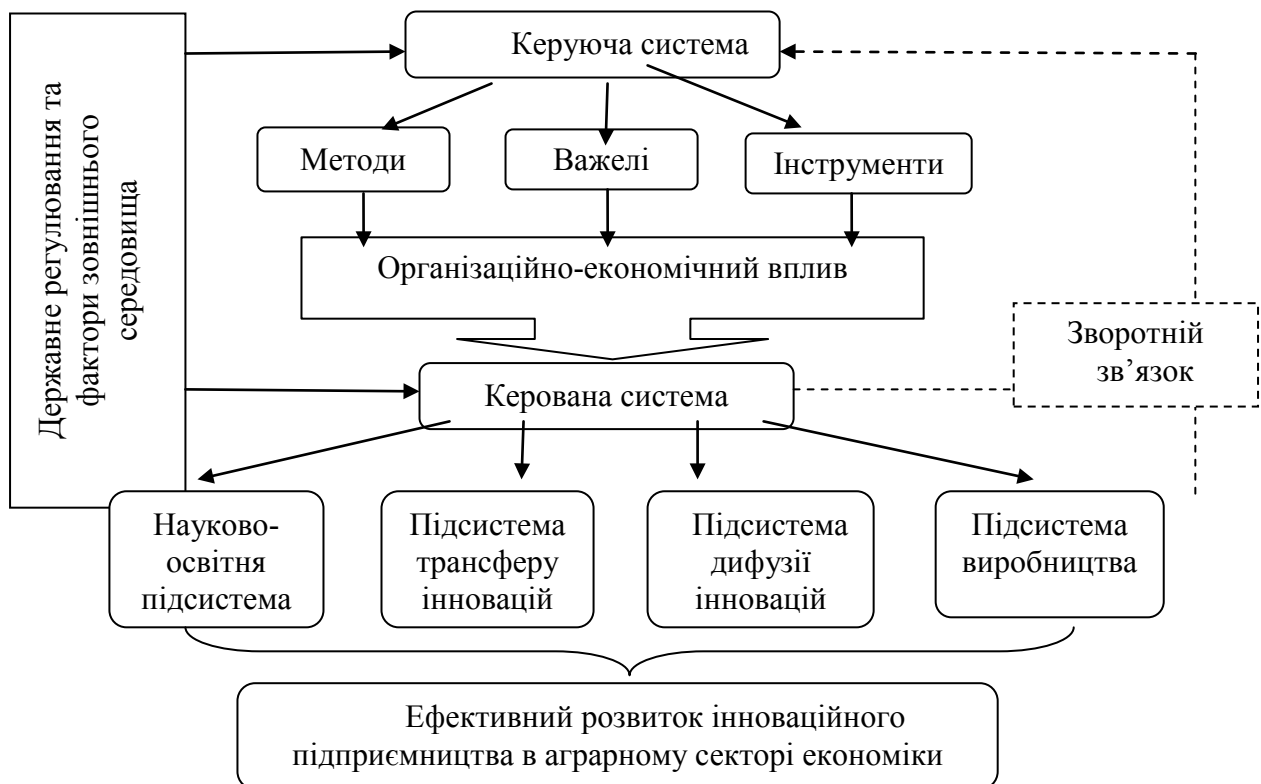 Державне регулювання та
фактори зовнішнього
середовища
Керуюча система
Методи
Важелі
Інструменти
Організаційно-економічний вплив
Зворотній
зв’язок
Керована система
Науково-
освітня
підсистема
Підсистема
трансферу
інновацій
Підсистема
дифузії
інновацій
Підсистема
виробництва
Ефективний розвиток інноваційного
підприємництва в аграрному секторі економіки